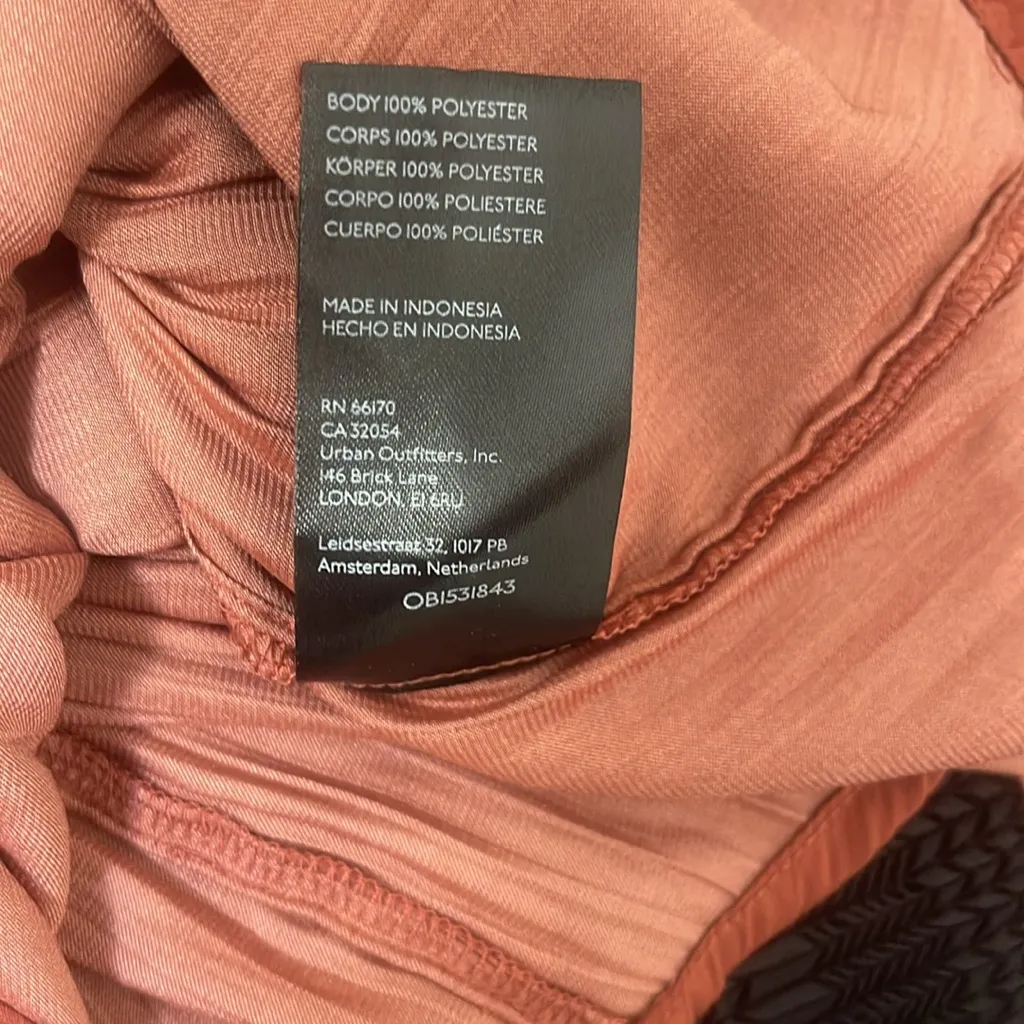 BODY 100% POLYESTER
CORPS 100% POLYESTER
KÖRPER 100% POLYESTER
CORPO 100% POLIESTERE
CUERPO 100% POLIÉSTER
MADE IN INDONESIA
HECHO EN INDONESIA
RN 66170
CA 32054
Urban Outfitters, Inc.
146 Brick Lane
LONDON, E1 6RU
Leidsestraat 32, 1017 PB
Amsterdam, Netherlands
OB1531843